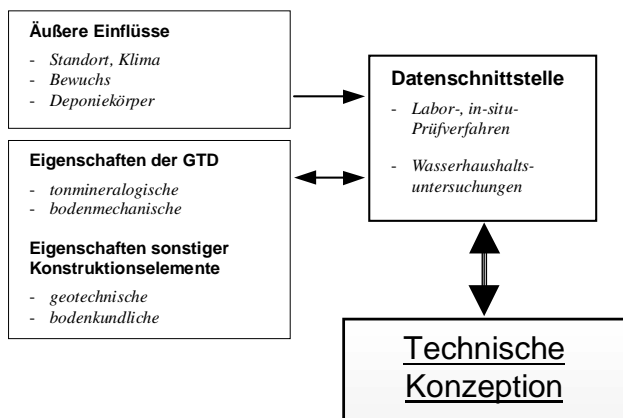 Äußere Einflüsse
- Standort, Klima
- Bewuchs
- Deponiekörper
Eigenschaften der GTD
- tonmineralogische
- bodenmechanische
Eigenschaften sonstiger
Konstruktionselemente
- geotechnische
- bodenkundliche
Datenschnittstelle
- Labor-, in-situ-
Prüfverfahren
- Wasserhaushalts-
untersuchungen
Technische
Konzeption